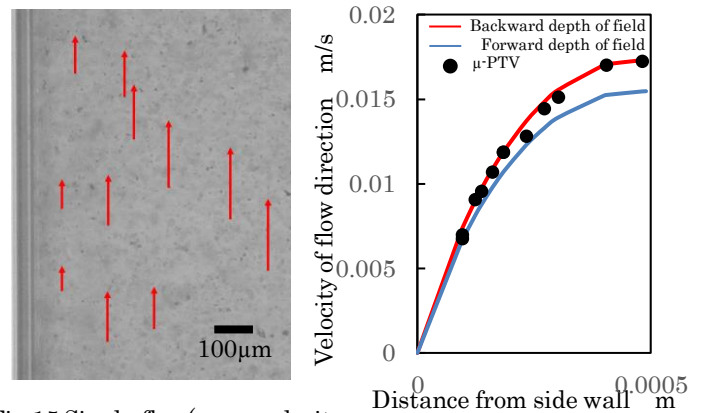 100μm
Velocity of flow direction m/s
0.02
0.015
0.01
0.005
0
Backward depth of field
Forward depth of field
μ-PTV
0 0.0005
Distance from side wall m